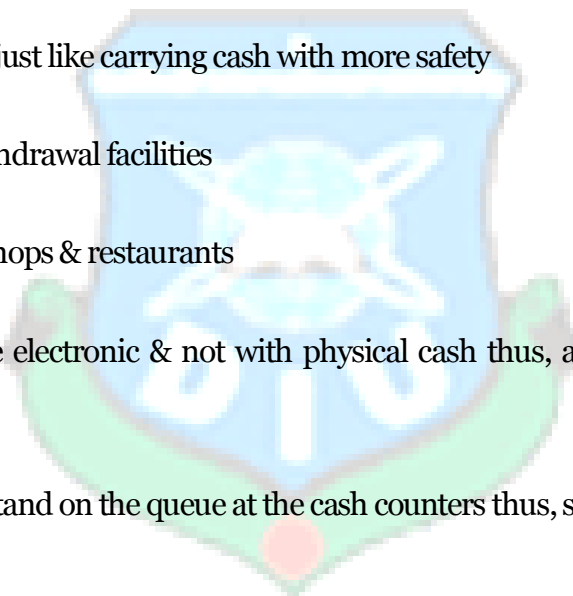 just like carrying cash with more safety
ndrawal facilities
hops & restaurants
e electronic & not with physical cash thus, a
D I U
tand on the queue at the cash counters thus, s